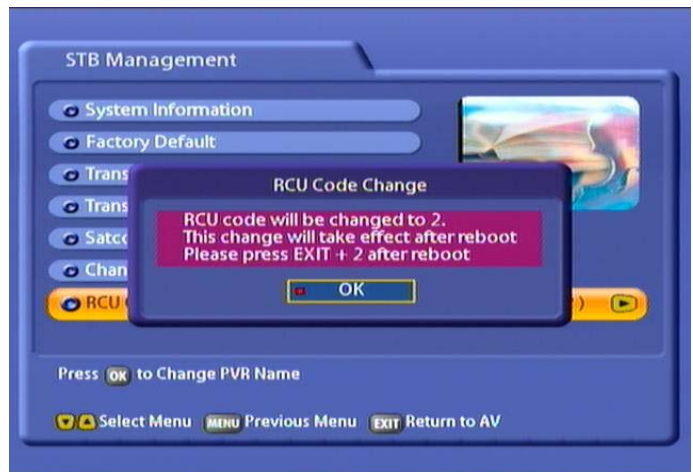 STB Management
System Information
Factory Default
Trans
Trans
Satco
Chan
RCU
)
RCU Code Change
RCU code will be changed to 2.
This change will take effect after reboot
Please press EXIT + 2 after reboot
OK
Press OK to Change PVR Name
Select Menu MENU Previous Menu EXIT Return to AV